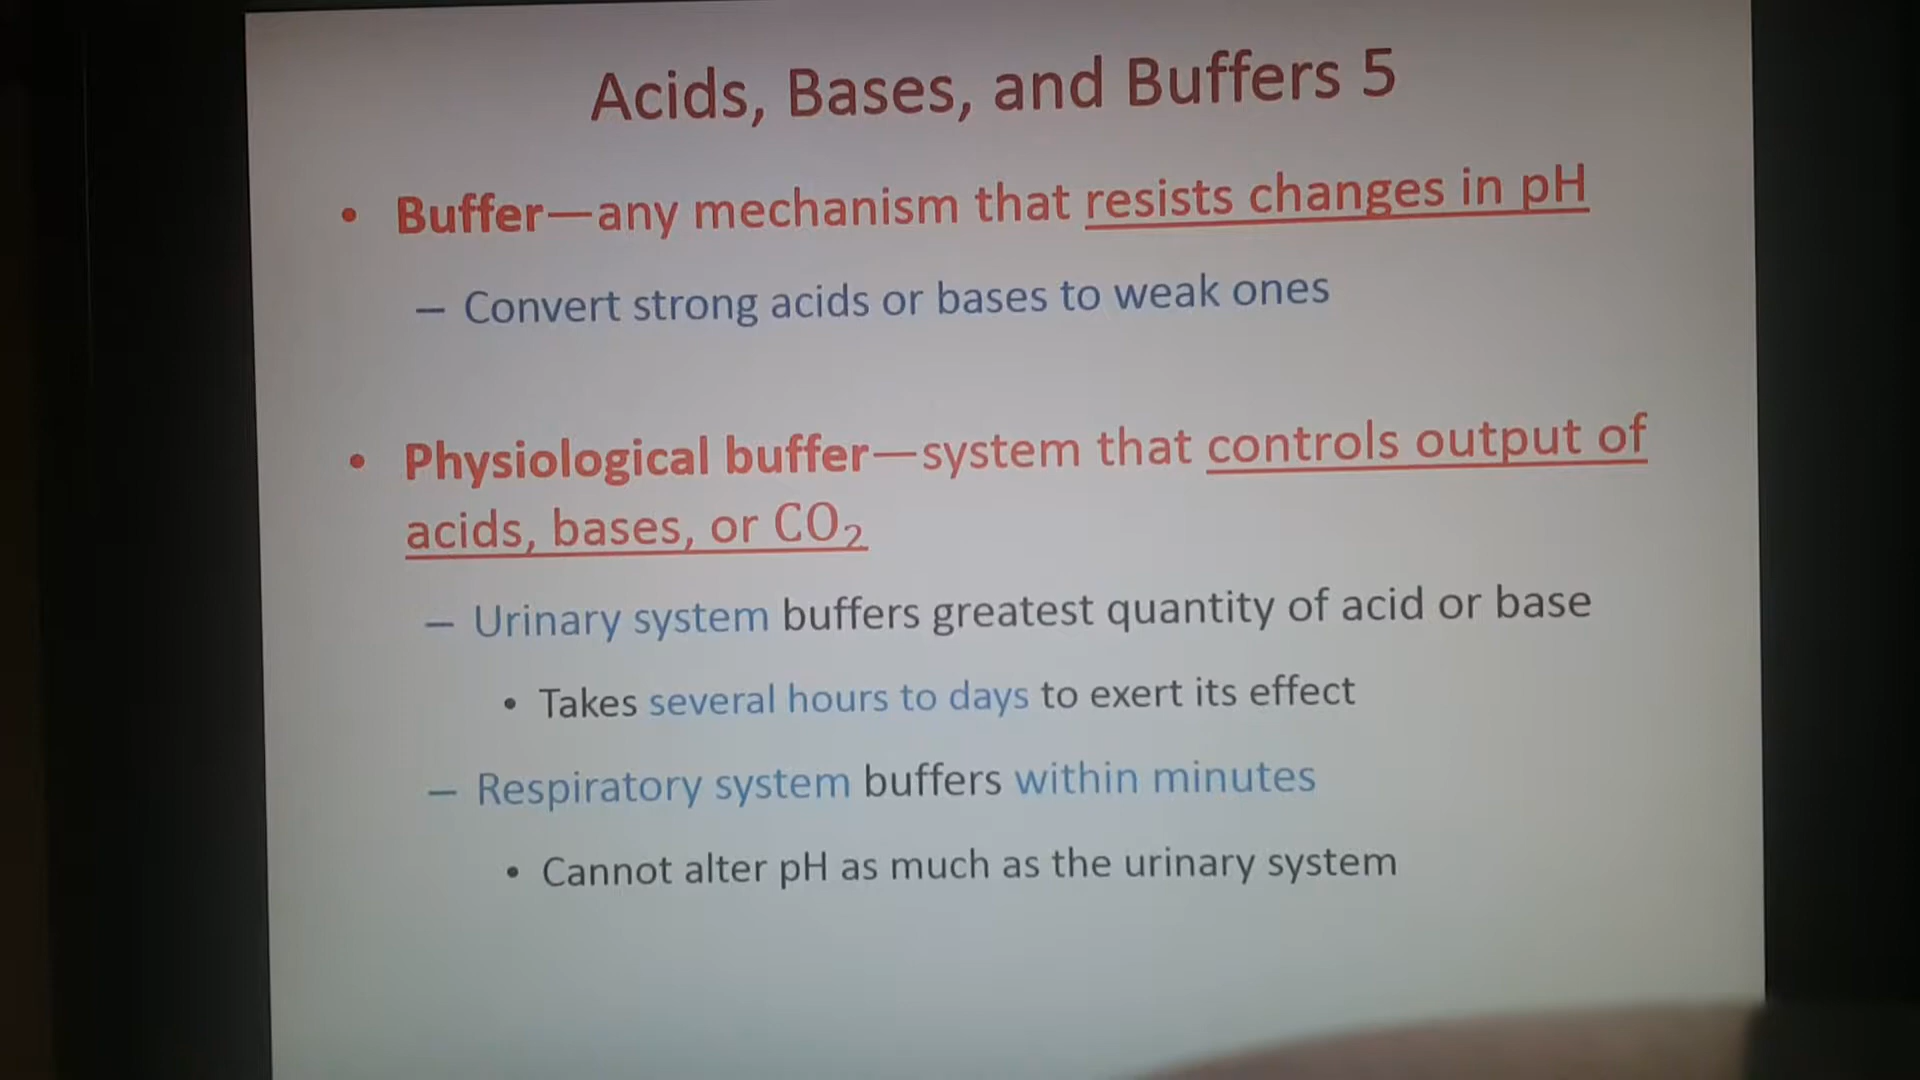 Acids, Bases, and Buffers 5
• Buffer—any mechanism that resists changes in pH
– Convert strong acids or bases to weak ones
• Physiological buffer—system that controls output of
acids, bases, or CO₂
– Urinary system buffers greatest quantity of acid or base
• Takes several hours to days to exert its effect
– Respiratory system buffers within minutes
• Cannot alter pH as much as the urinary system